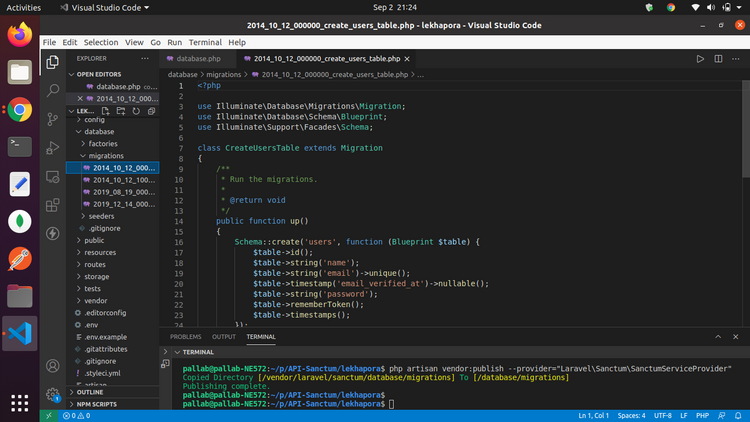 Activities
Visual Studio Code
Sep 2 21:24
2014_10_12_000000_create_users_table.php - lekhapora - Visual Studio Code
File Edit Selection View Go Run Terminal Help
EXPLORER
OPEN EDITORS
database.php co...
2014_10_12_000...
LEK...
config
database
factories
migrations
2014_10_12_000...
2014_10_12_100...
2019_08_19_000...
2019_12_14_000...
seeders
.gitignore
public
resources
routes
storage
tests
vendor
.editorconfig
.env
.env.example
.gitattributes
.gitignore
.styleci.yml
artisan
OUTLINE
NPM SCRIPTS
database.php
2014_10_12_000000_create_users_table.php
database > migrations > 2014_10_12_000000_create_users_table.php > ...
1 <?php
2
3 use Illuminate\Database\Migrations\Migration;
4 use Illuminate\Database\Schema\Blueprint;
5 use Illuminate\Support\Facades\Schema;
6
7 class CreateUsersTable extends Migration
8 {
9 /**
10 * Run the migrations.
11 *
12 * @return void
13 */
14 public function up()
15 {
16 Schema::create('users', function (Blueprint $table) {
17 $table->id();
18 $table->string('name');
19 $table->string('email')->unique();
20 $table->timestamp('email_verified_at')->nullable();
21 $table->string('password');
22 $table->rememberToken();
23 $table->timestamps();
24 });
PROBLEMS OUTPUT TERMINAL
TERMINAL
pallab@pallab-NE572:~/p/API-Sanctum/lekhapora$ php artisan vendor:publish --provider="Laravel\Sanctum\SanctumServiceProvider"
Copied Directory [/vendor/laravel/sanctum/database/migrations] To [/database/migrations]
Publishing complete.
pallab@pallab-NE572:~/p/API-Sanctum/lekhapora$
pallab@pallab-NE572:~/p/API-Sanctum/lekhapora$
1
0 0
Ln 1, Col 1 Spaces: 4 UTF-8 LF PHP